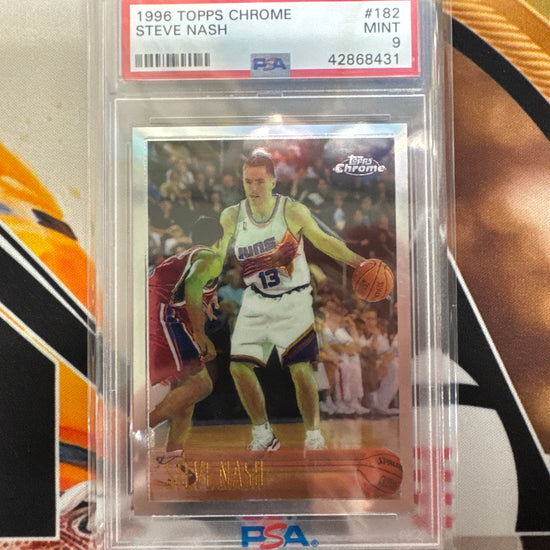 1996 TOPPS CHROME #182
STEVE NASH MINT
9
PSA 42868431
Topps
Chrome
SUNS
13
STEVE NASH
PSA